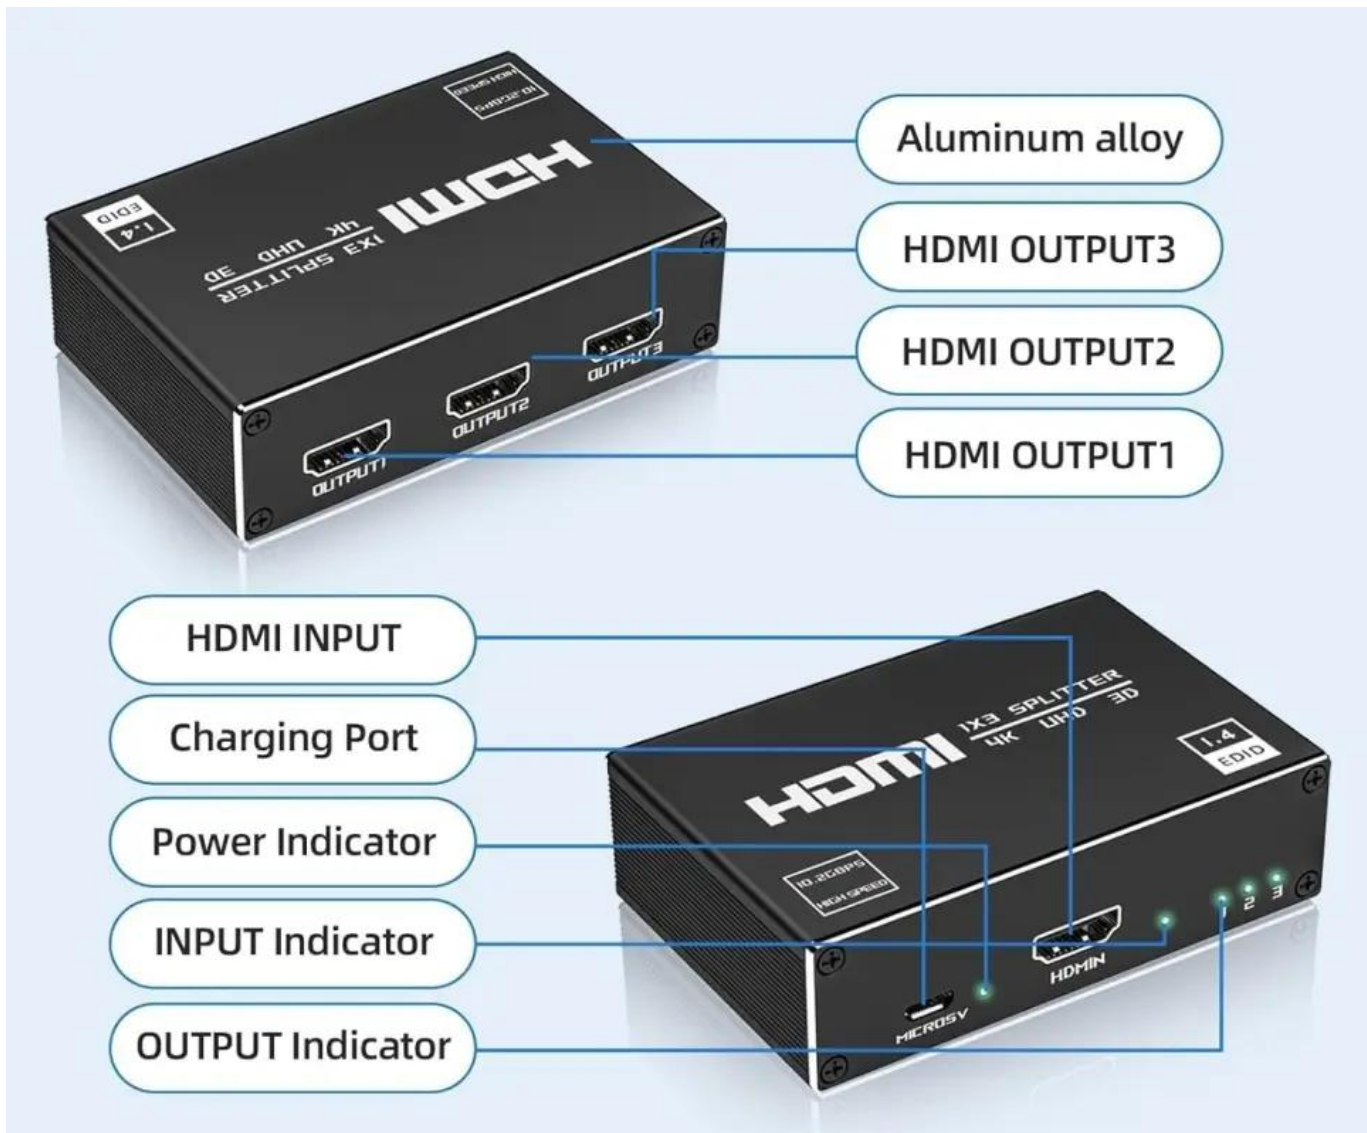 10.2GBPS
HIGH SPEED
HDMI
1X3 SPLITTER
4K UHD 3D
1.4
EDID
OUTPUT1
OUTPUT2
OUTPUT3
Aluminum alloy
HDMI OUTPUT3
HDMI OUTPUT2
HDMI OUTPUT1
HDMI INPUT
Charging Port
Power Indicator
INPUT Indicator
OUTPUT Indicator
HDMI
1X3 SPLITTER
4K UHD 3D
1.4
EDID
10.2GBPS
HIGH SPEED
MICRO5V
HDMIN
1 2 3